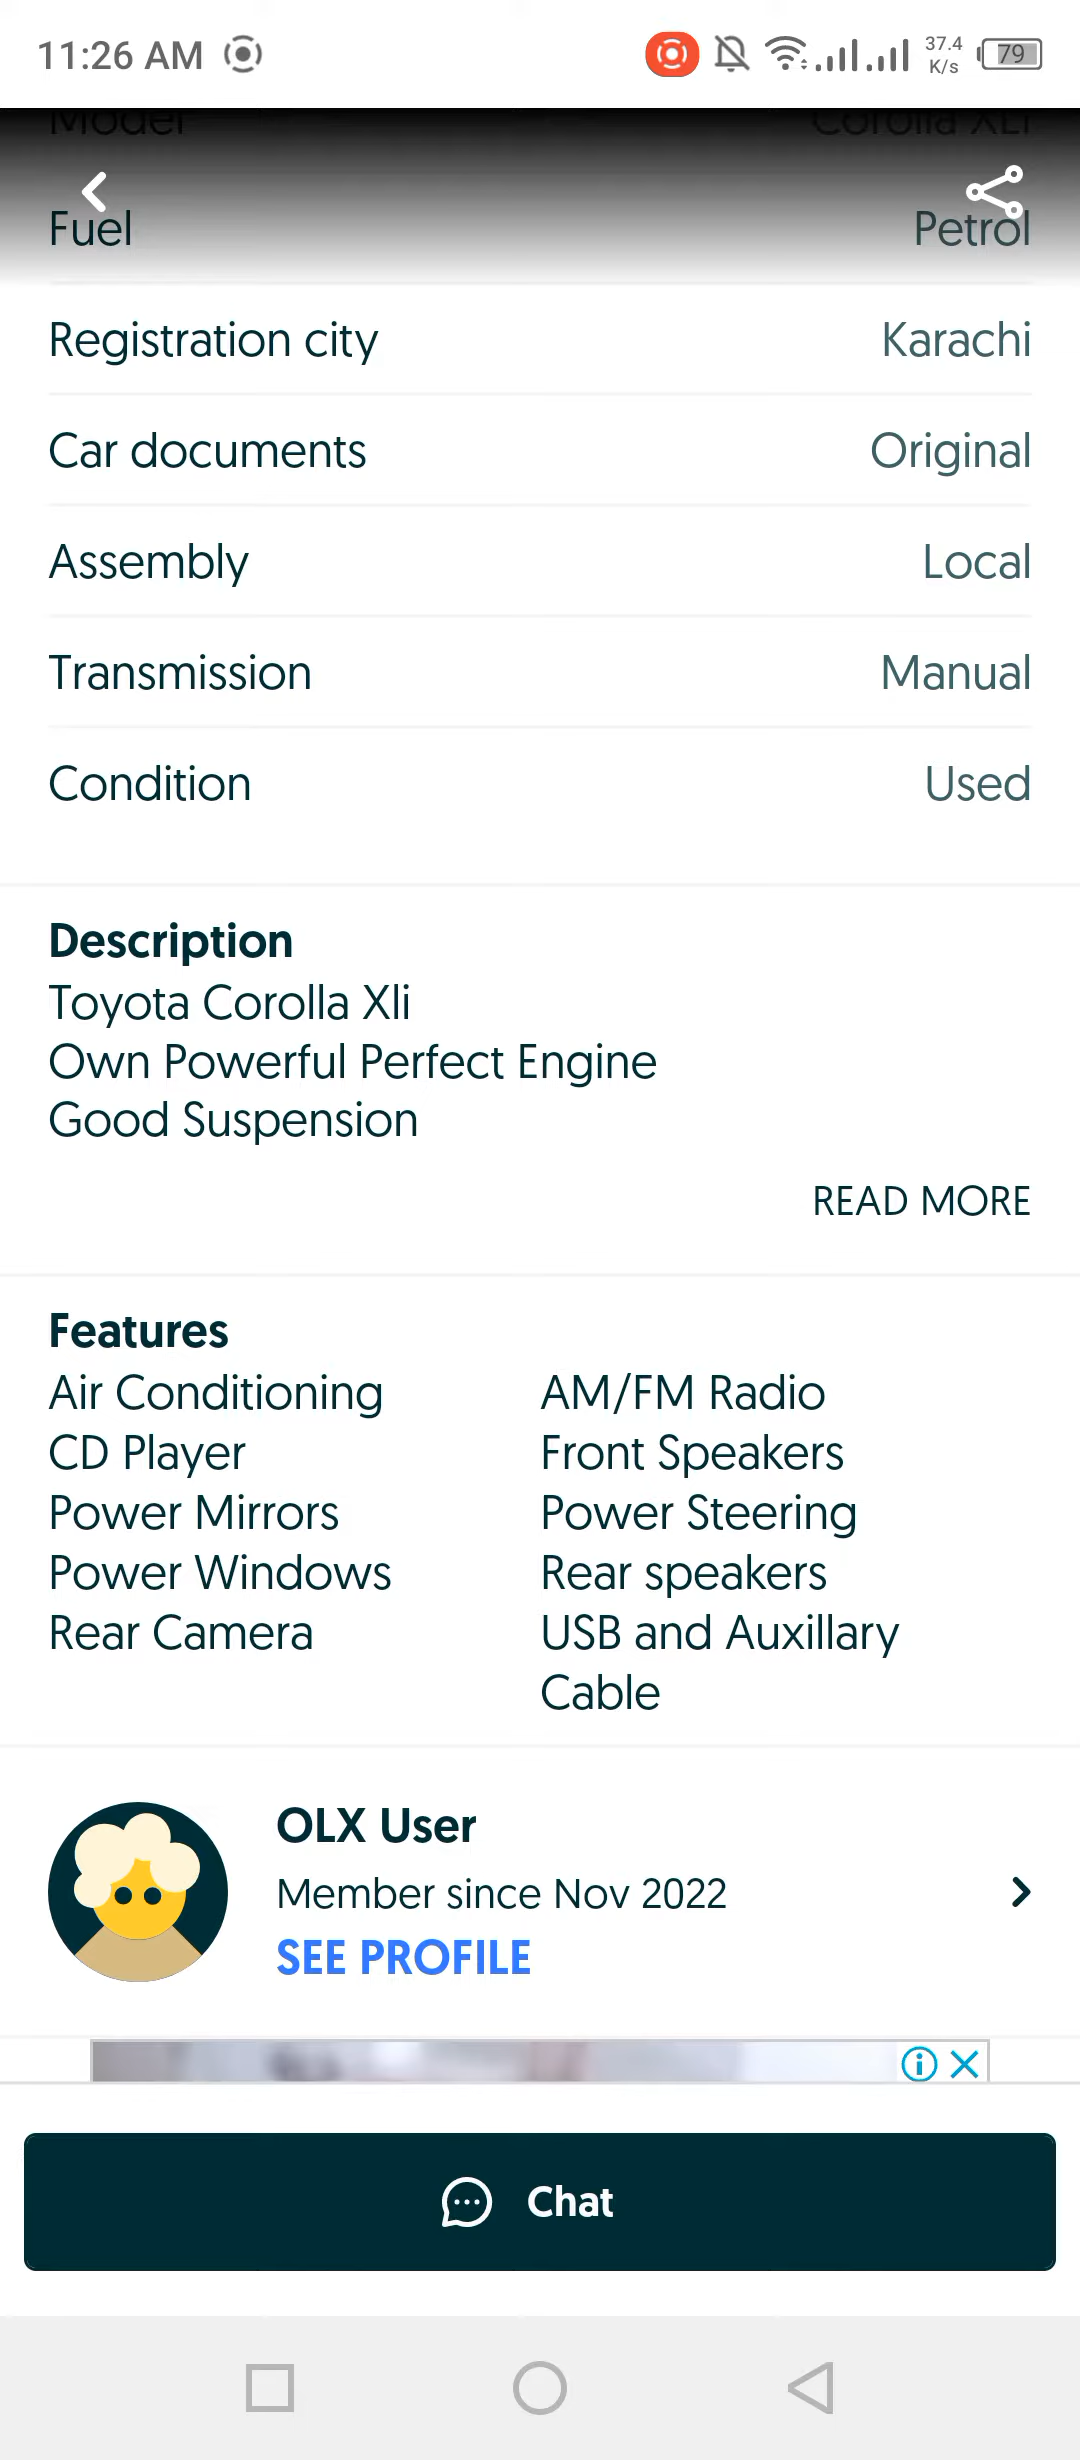 11:26 AM
37.4
K/s
79
Model Corolla XLi
Fuel Petrol
Registration city Karachi
Car documents Original
Assembly Local
Transmission Manual
Condition Used
Description
Toyota Corolla Xli
Own Powerful Perfect Engine
Good Suspension
READ MORE
Features
Air Conditioning AM/FM Radio
CD Player Front Speakers
Power Mirrors Power Steering
Power Windows Rear speakers
Rear Camera USB and Auxillary
Cable
OLX User
Member since Nov 2022
SEE PROFILE
Chat